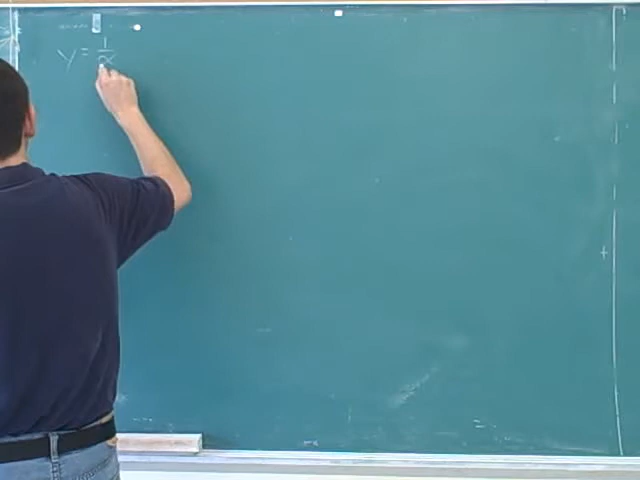 y = 1/x